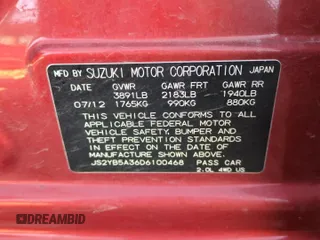 MFD BY SUZUKI MOTOR CORPORATION JAPAN
DATE GVWR GAWR FRT GAWR RR
3891LB 2183LB 1940LB
07/12 1765KG 990KG 880KG
THIS VEHICLE CONFORMS TO ALL
APPLICABLE FEDERAL MOTOR
VEHICLE SAFETY, BUMPER AND
THEFT PREVENTION STANDARDS
IN EFFECT ON THE DATE OF
MANUFACTURE SHOWN ABOVE.
JS2YB5A36D6100468 PASS CAR
2.0L 4WD US
DREAMBID